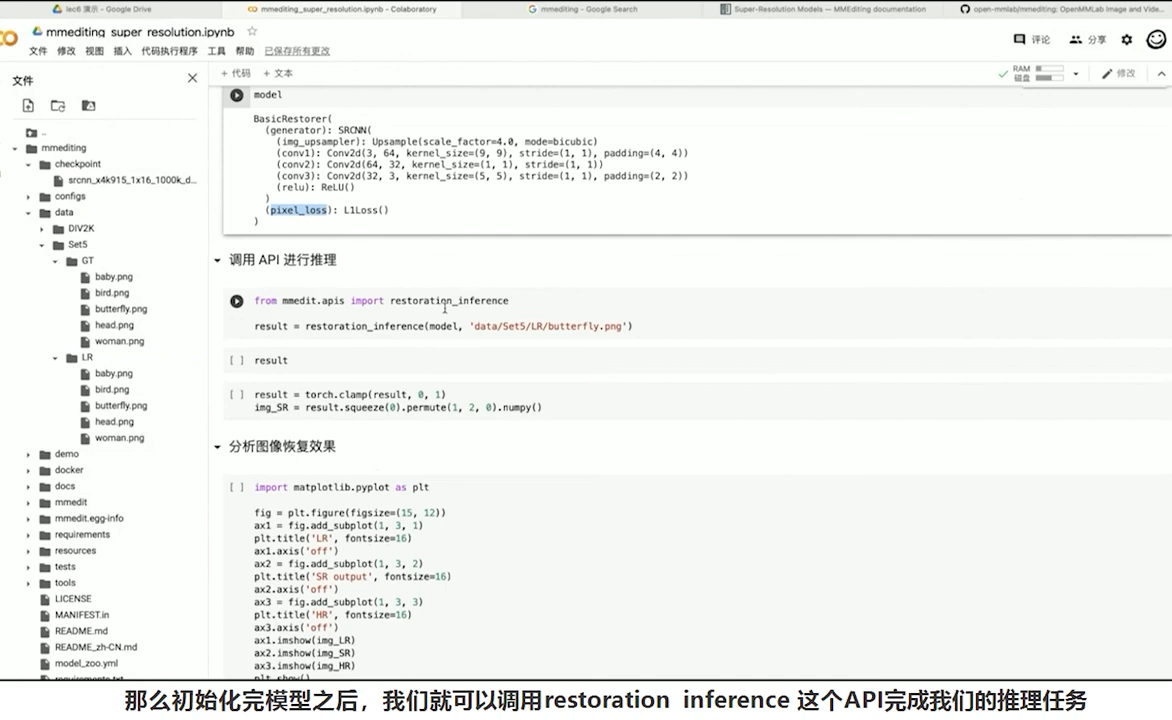 lec6 演示 - Google Drive
mmediting_super_resolution.ipynb - Colaboratory
mmediting - Google Search
Super-Resolution Models — MMEditing documentation
open-mmlab/mmediting: OpenMMLab Image and Vide...
mmediting_super_resolution.ipynb
文件 修改 视图 插入 代码执行程序 工具 帮助 已保存所有更改
评论 分享
文件
+ 代码 + 文本
RAM
磁盘
修改
..
mmediting
checkpoint
srcnn_x4k915_1x16_1000k_d...
configs
data
DIV2K
Set5
GT
baby.png
bird.png
butterfly.png
head.png
woman.png
LR
baby.png
bird.png
butterfly.png
head.png
woman.png
demo
docker
docs
mmedit
mmedit.egg-info
requirements
resources
tests
tools
LICENSE
MANIFEST.in
README.md
README_zh-CN.md
model_zoo.yml
requirements.txt
model
BasicRestorer(
(generator): SRCNN(
(img_upsampler): Upsample(scale_factor=4.0, mode=bicubic)
(conv1): Conv2d(3, 64, kernel_size=(9, 9), stride=(1, 1), padding=(4, 4))
(conv2): Conv2d(64, 32, kernel_size=(1, 1), stride=(1, 1))
(conv3): Conv2d(32, 3, kernel_size=(5, 5), stride=(1, 1), padding=(2, 2))
(relu): ReLU()
)
(pixel_loss): L1Loss()
)
调用 API 进行推理
from mmedit.apis import restoration_inference
result = restoration_inference(model, 'data/Set5/LR/butterfly.png')
[ ] result
[ ] result = torch.clamp(result, 0, 1)
img_SR = result.squeeze(0).permute(1, 2, 0).numpy()
分析图像恢复效果
[ ] import matplotlib.pyplot as plt
fig = plt.figure(figsize=(15, 12))
ax1 = fig.add_subplot(1, 3, 1)
plt.title('LR', fontsize=16)
ax1.axis('off')
ax2 = fig.add_subplot(1, 3, 2)
plt.title('SR output', fontsize=16)
ax2.axis('off')
ax3 = fig.add_subplot(1, 3, 3)
plt.title('HR', fontsize=16)
ax3.axis('off')
ax1.imshow(img_LR)
ax2.imshow(img_SR)
ax3.imshow(img_HR)
plt.show()
那么初始化完模型之后，我们就可以调用restoration inference 这个API完成我们的推理任务